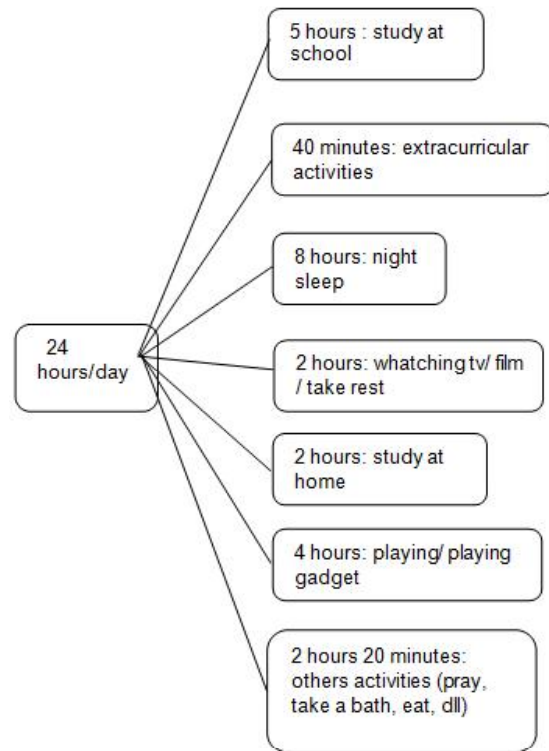 5 hours : study at
school
40 minutes: extracurricular
activities
8 hours: night
sleep
24
hours/day
2 hours: whatching tv/ film
/ take rest
2 hours: study at
home
4 hours: playing/ playing
gadget
2 hours 20 minutes:
others activities (pray,
take a bath, eat, dll)